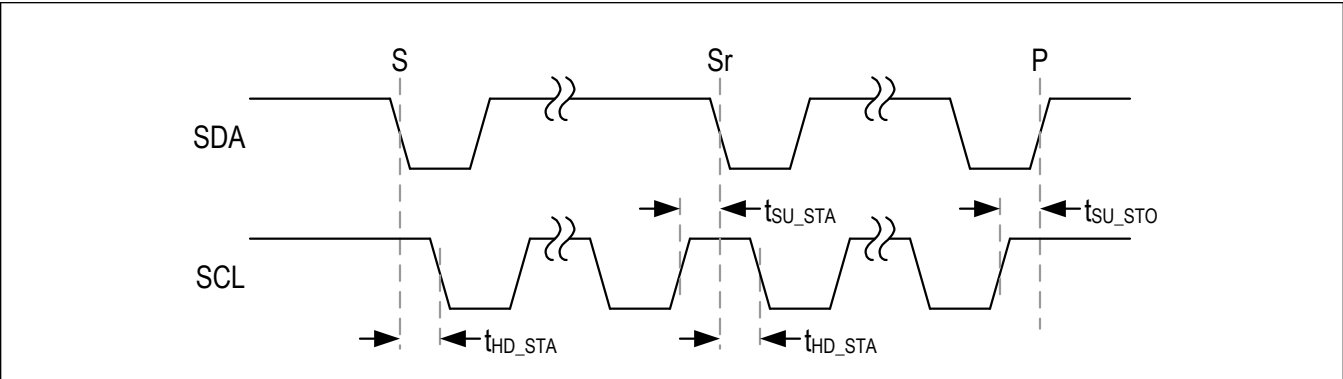 S Sr P
SDA
tSU_STA tSU_STO
SCL
tHD_STA tHD_STA